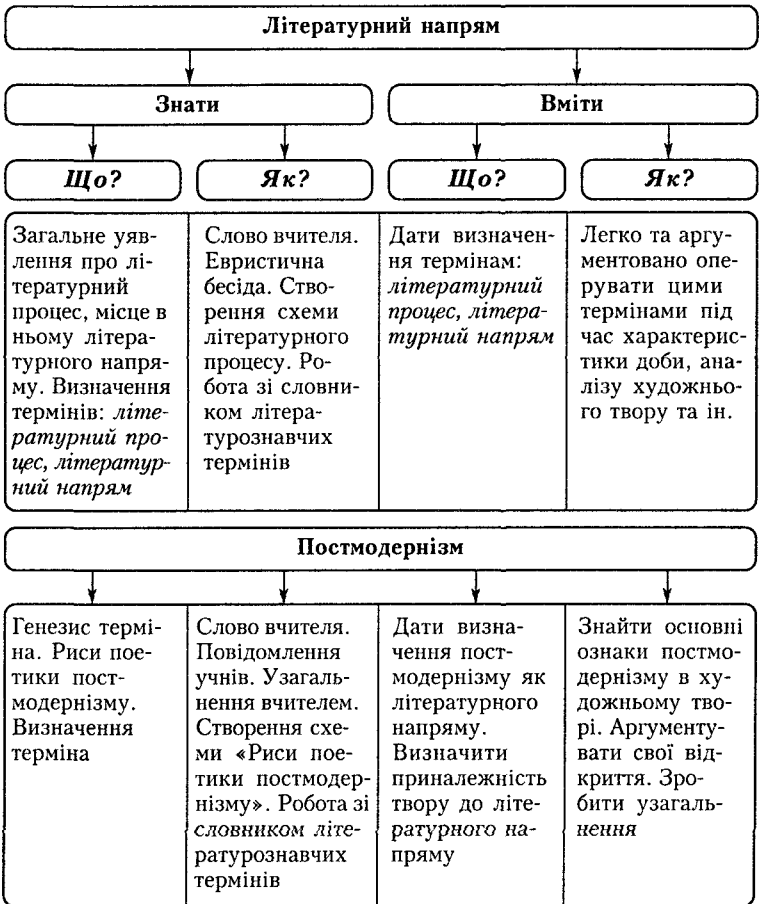 Літературний напрям
Знати
Вміти
Що?
Як?
Що?
Як?
Загальне уяв-
лення про лі-
тературний
процес, місце в
ньому літера-
турного напря-
му. Визначення
термінів: літе-
ратурний про-
цес, літератур-
ний напрям
Слово вчителя.
Евристична
бесіда. Ство-
рення схеми
літературного
процесу. Ро-
бота зі словни-
ком літера-
турознавчих
термінів
Дати визначен-
ня термінам:
літературний
процес, літера-
турний напрям
Легко та аргу-
ментовано опе-
рувати цими
термінами під
час характерис-
тики доби, ана-
лізу художньо-
го твору та ін.
Постмодернізм
Генезис термі-
на. Риси пое-
тики пост-
модернізму.
Визначення
терміна
Слово вчителя.
Повідомлення
учнів. Узагаль-
нення вчителем.
Створення схе-
ми «Риси пое-
тики постмодер-
нізму». Робота зі
словником літе-
ратурознавчих
термінів
Дати визна-
чення пост-
модернізму як
літературного
напряму.
Визначити
приналежність
твору до літе-
ратурного на-
пряму
Знайти основні
ознаки постмо-
дернізму в ху-
дожньому тво-
рі. Аргументу-
вати свої від-
криття. Зро-
бити узагаль-
нення